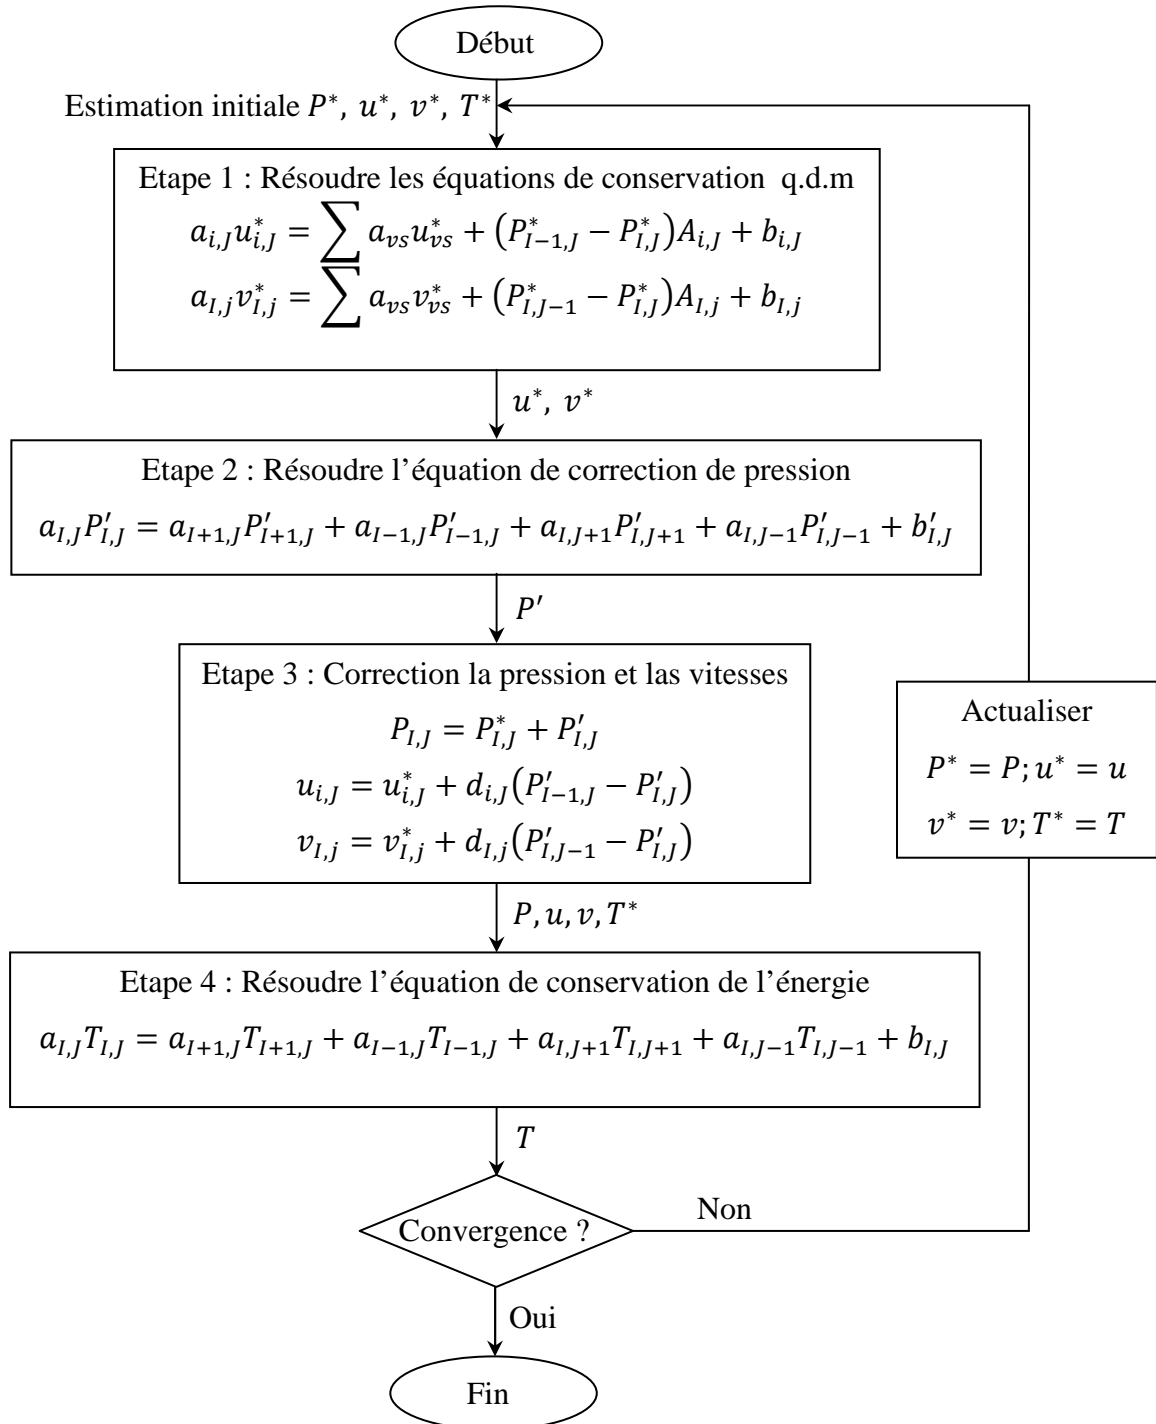 Début
Estimation initiale P*, u*, v*, T*
Etape 1 : Résoudre les équations de conservation q.d.m
a_{i,J}u*_{i,J} = ∑ a_{vs}u*_{vs} + (P*_{I−1,J} − P*_{I,J})A_{i,J} + b_{i,J}
a_{I,j}v*_{I,j} = ∑ a_{vs}v*_{vs} + (P*_{I,J−1} − P*_{I,J})A_{I,j} + b_{I,j}
u*, v*
Etape 2 : Résoudre l’équation de correction de pression
a_{I,J}P′_{I,J} = a_{I+1,J}P′_{I+1,J} + a_{I−1,J}P′_{I−1,J} + a_{I,J+1}P′_{I,J+1} + a_{I,J−1}P′_{I,J−1} + b′_{I,J}
P′
Etape 3 : Correction la pression et las vitesses
P_{I,J} = P*_{I,J} + P′_{I,J}
u_{i,J} = u*_{i,J} + d_{i,J}(P′_{I−1,J} − P′_{I,J})
v_{I,j} = v*_{I,j} + d_{I,j}(P′_{I,J−1} − P′_{I,J})
Actualiser
P* = P; u* = u
v* = v; T* = T
P, u, v, T*
Etape 4 : Résoudre l’équation de conservation de l’énergie
a_{I,J}T_{I,J} = a_{I+1,J}T_{I+1,J} + a_{I−1,J}T_{I−1,J} + a_{I,J+1}T_{I,J+1} + a_{I,J−1}T_{I,J−1} + b_{I,J}
T
Convergence ?
Non
Oui
Fin